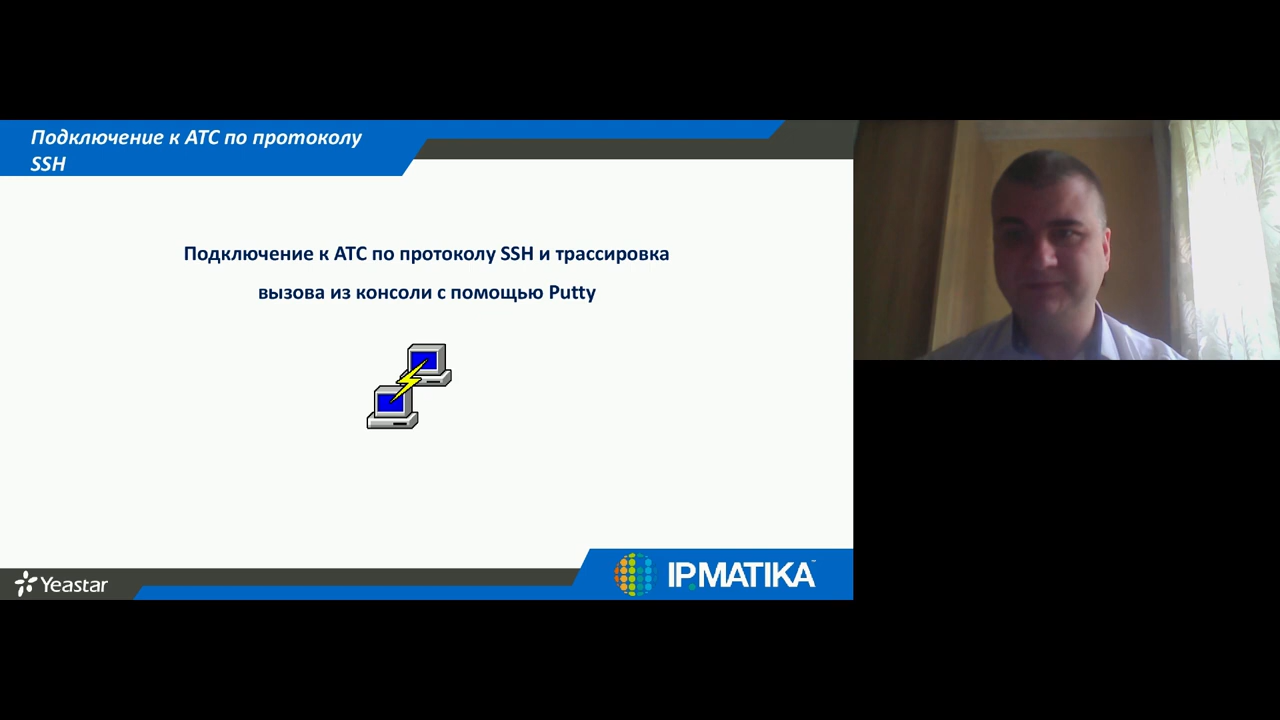 Подключение к АТС по протоколу
SSH
Подключение к АТС по протоколу SSH и трассировка
вызова из консоли с помощью Putty
Yeastar
IPMATIKA